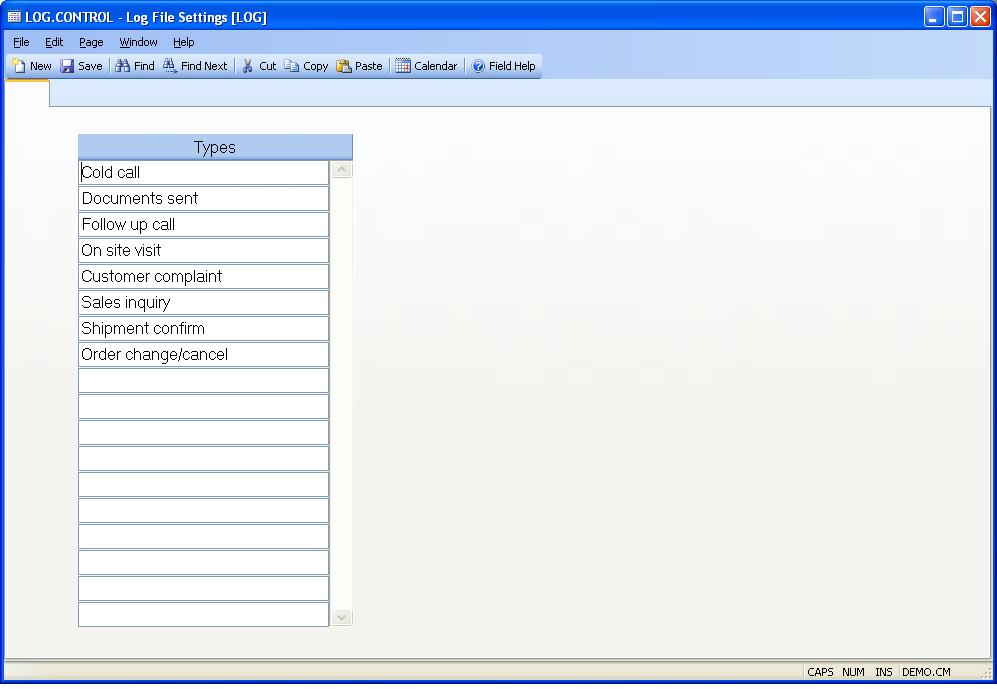 LOG.CONTROL - Log File Settings [LOG]
File Edit Page Window Help
New Save Find Find Next Cut Copy Paste Calendar Field Help
Types
Cold call
Documents sent
Follow up call
On site visit
Customer complaint
Sales inquiry
Shipment confirm
Order change/cancel
CAPS NUM INS DEMO.CM